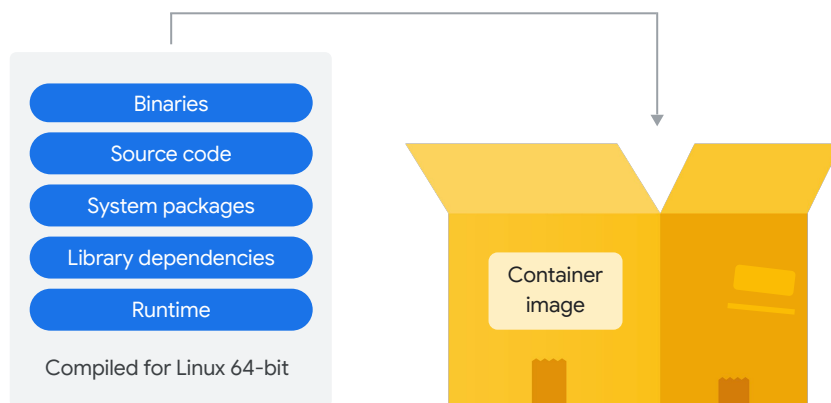 Binaries
Source code
System packages
Library dependencies
Runtime
Compiled for Linux 64-bit
Container
image